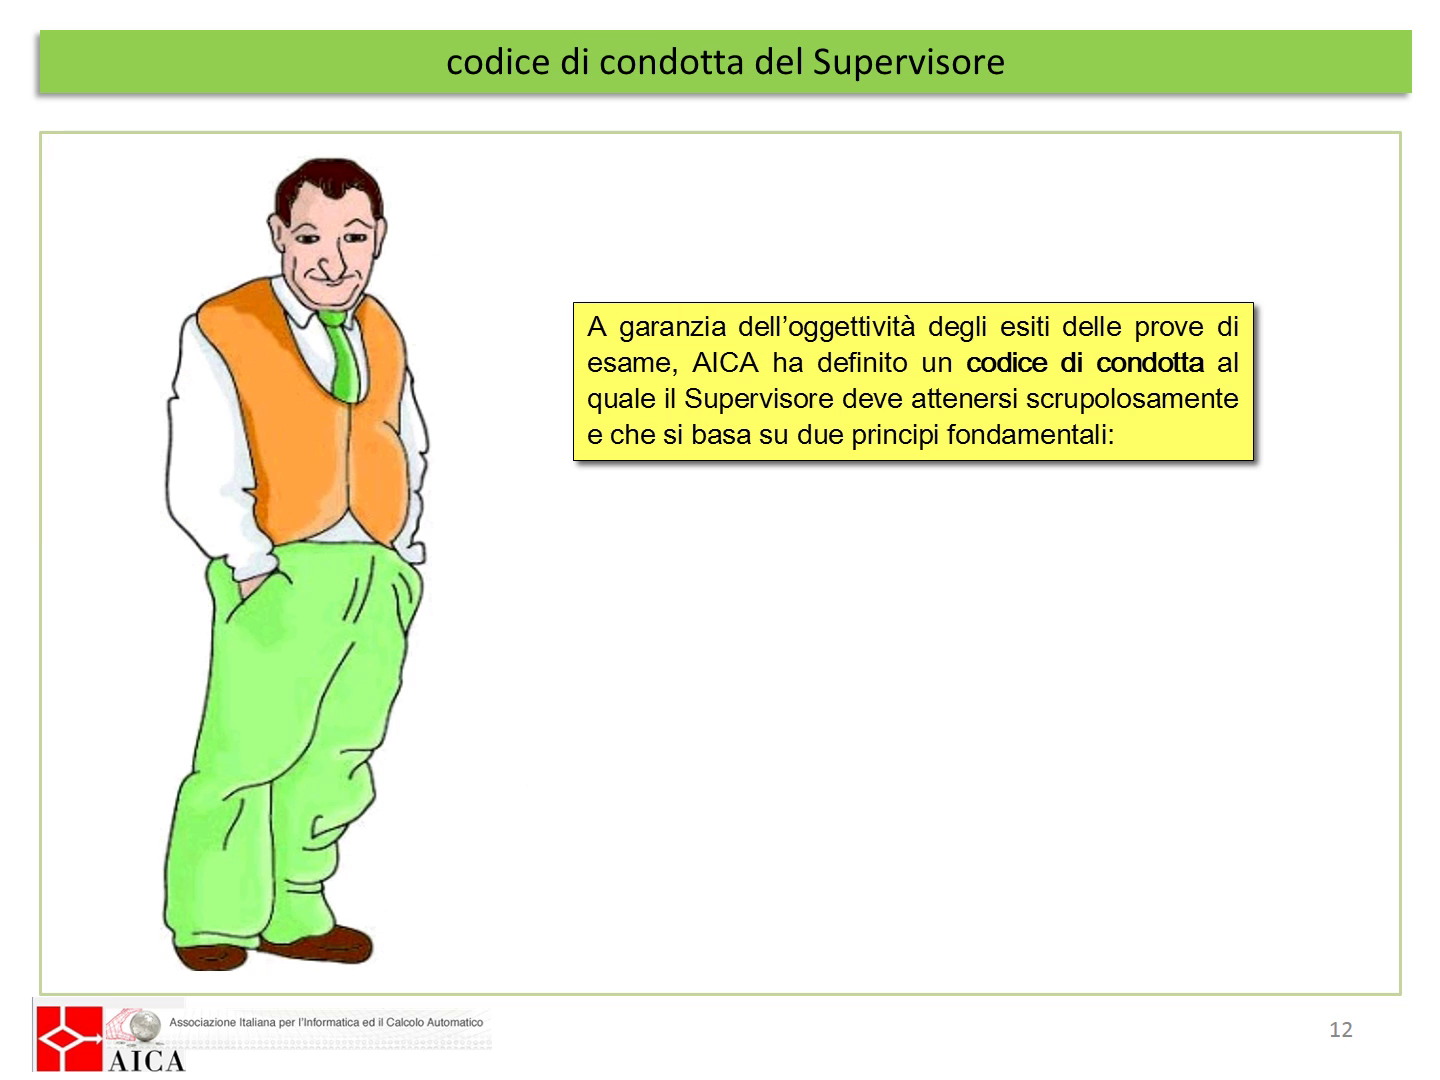 codice di condotta del Supervisore
A garanzia dell’oggettività degli esiti delle prove di
esame, AICA ha definito un codice di condotta al
quale il Supervisore deve attenersi scrupolosamente
e che si basa su due principi fondamentali:
Associazione Italiana per l'Informatica ed il Calcolo Automatico
AICA
12